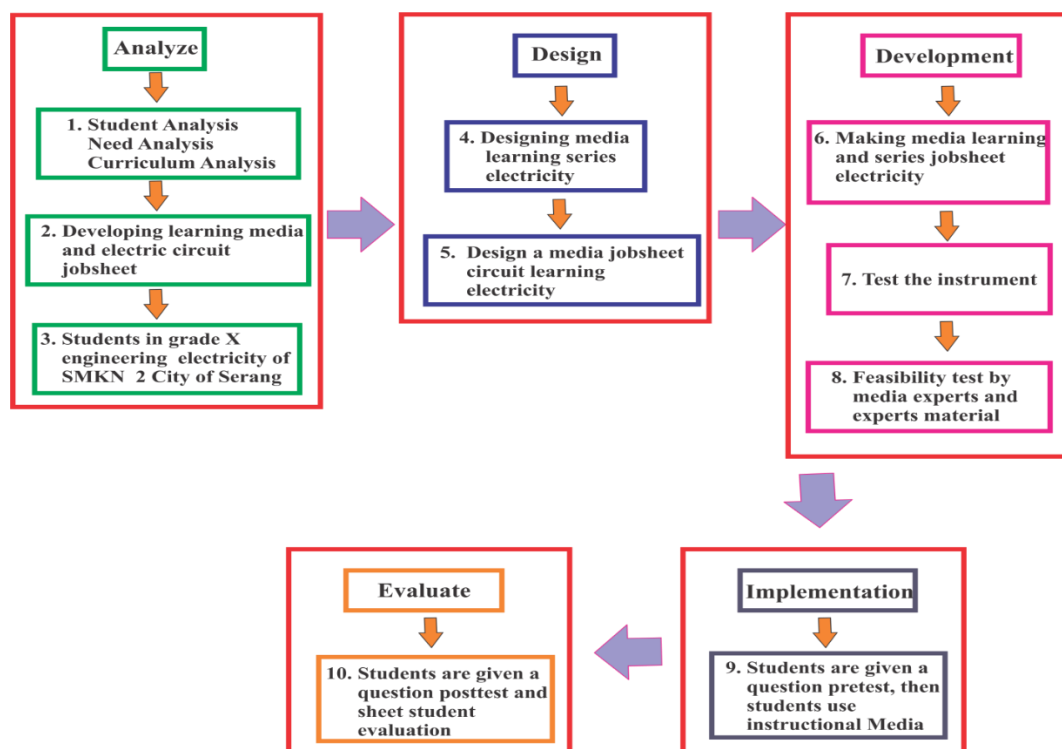 Analyze
1. Student Analysis
Need Analysis
Curriculum Analysis
2. Developing learning media
and electric circuit
jobsheet
3. Students in grade X
engineering electricity of
SMKN 2 City of Serang
Design
4. Designing media
learning series
electricity
5. Design a media jobsheet
circuit learning
electricity
Development
6. Making media learning
and series jobsheet
electricity
7. Test the instrument
8. Feasibility test by
media experts and
experts material
Evaluate
10. Students are given a
question posttest and
sheet student
evaluation
Implementation
9. Students are given a
question pretest, then
students use
instructional Media